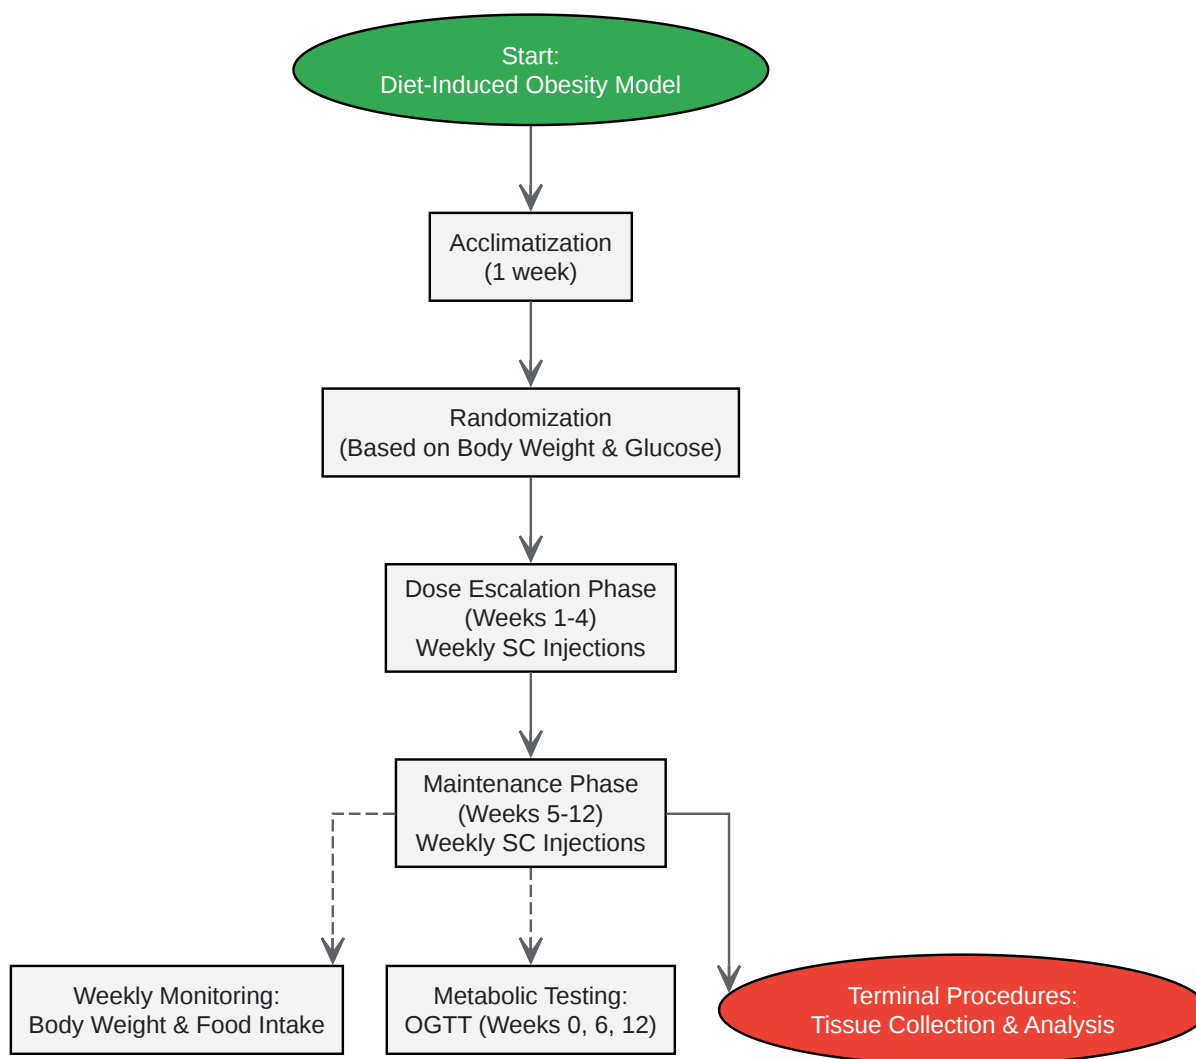 Start:
Diet-Induced Obesity Model
Acclimatization
(1 week)
Randomization
(Based on Body Weight & Glucose)
Dose Escalation Phase
(Weeks 1-4)
Weekly SC Injections
Maintenance Phase
(Weeks 5-12)
Weekly SC Injections
Weekly Monitoring:
Body Weight & Food Intake
Metabolic Testing:
OGTT (Weeks 0, 6, 12)
Terminal Procedures:
Tissue Collection & Analysis